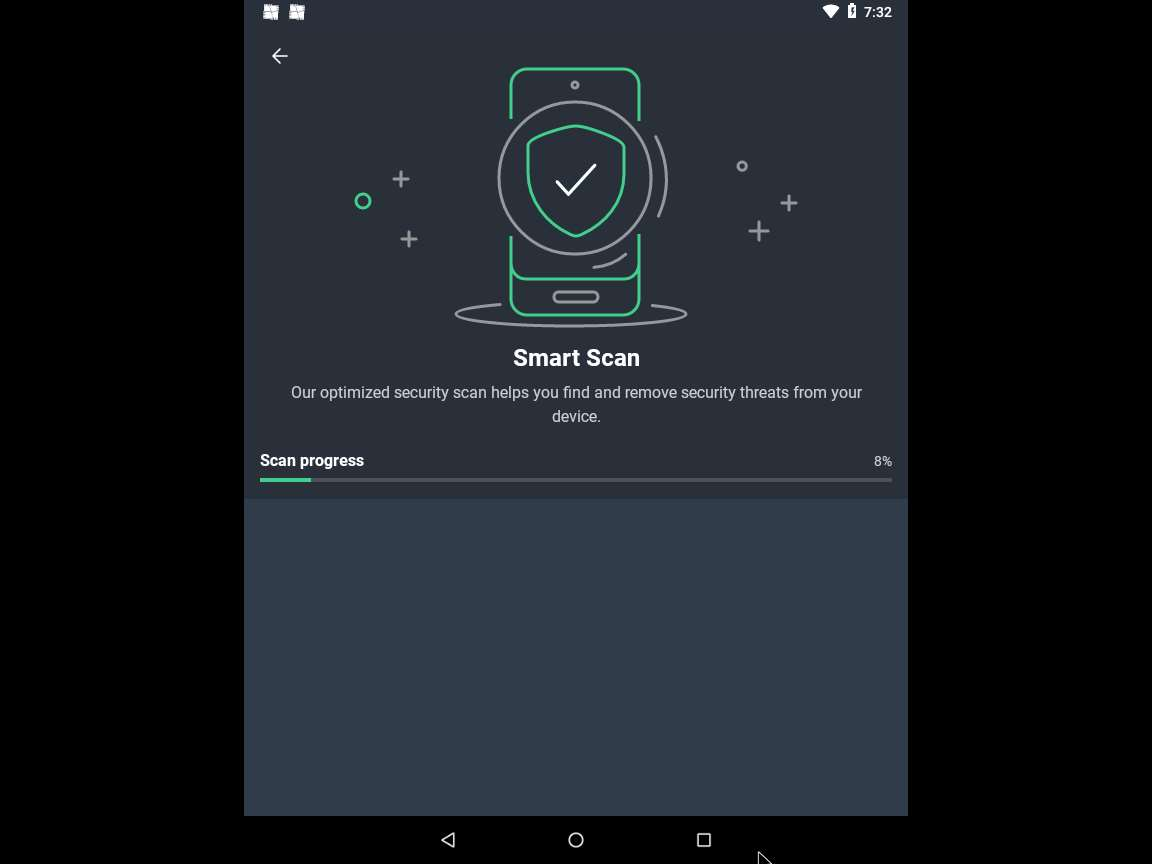 7:32
Smart Scan
Our optimized security scan helps you find and remove security threats from your
device.
Scan progress
8%